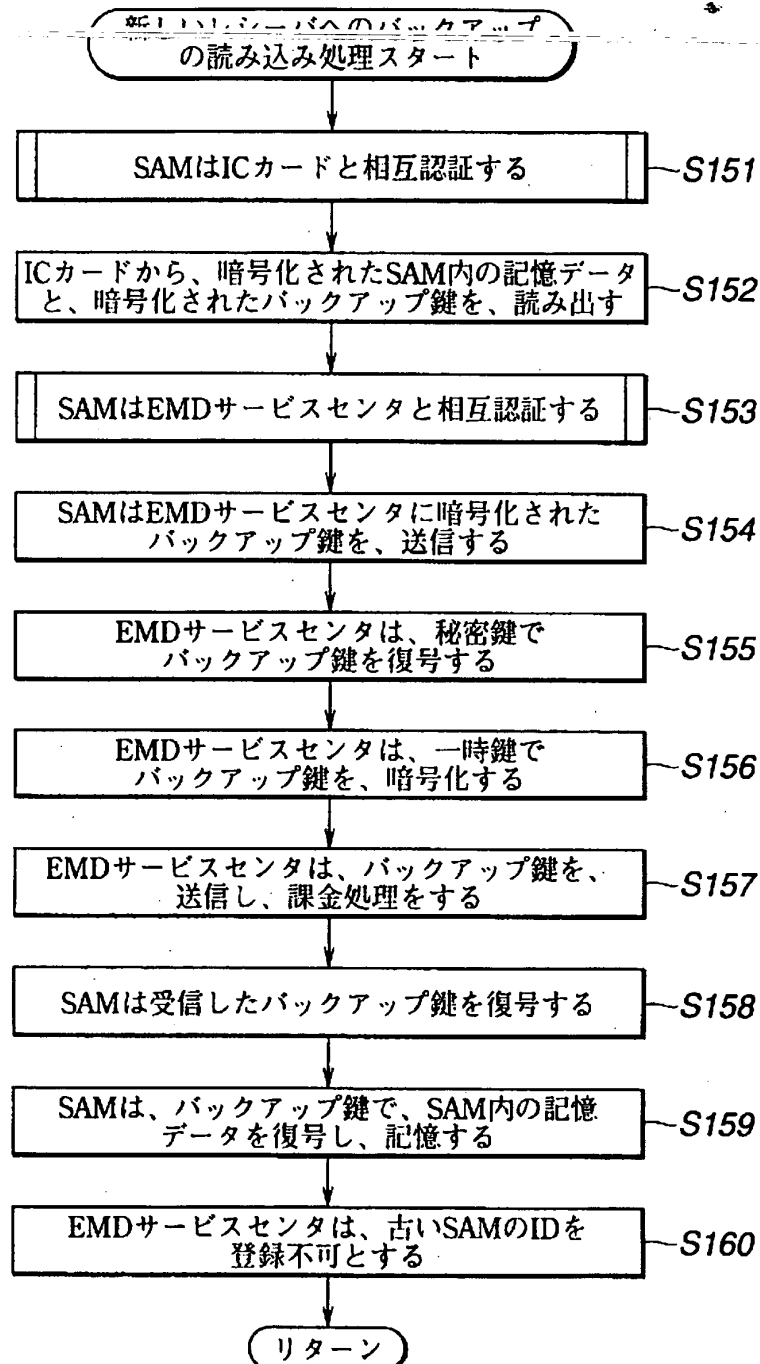 新しいレシーバへのバックアップ
の読み込み処理スタート
SAMはICカードと相互認証する
S151
ICカードから、暗号化されたSAM内の記憶データ
と、暗号化されたバックアップ鍵を、読み出す
S152
SAMはEMDサービスセンタと相互認証する
S153
SAMはEMDサービスセンタに暗号化された
バックアップ鍵を、送信する
S154
EMDサービスセンタは、秘密鍵で
バックアップ鍵を復号する
S155
EMDサービスセンタは、一時鍵で
バックアップ鍵を、暗号化する
S156
EMDサービスセンタは、バックアップ鍵を、
送信し、課金処理をする
S157
SAMは受信したバックアップ鍵を復号する
S158
SAMは、バックアップ鍵で、SAM内の記憶
データを復号し、記憶する
S159
EMDサービスセンタは、古いSAMのIDを
登録不可とする
S160
リターン